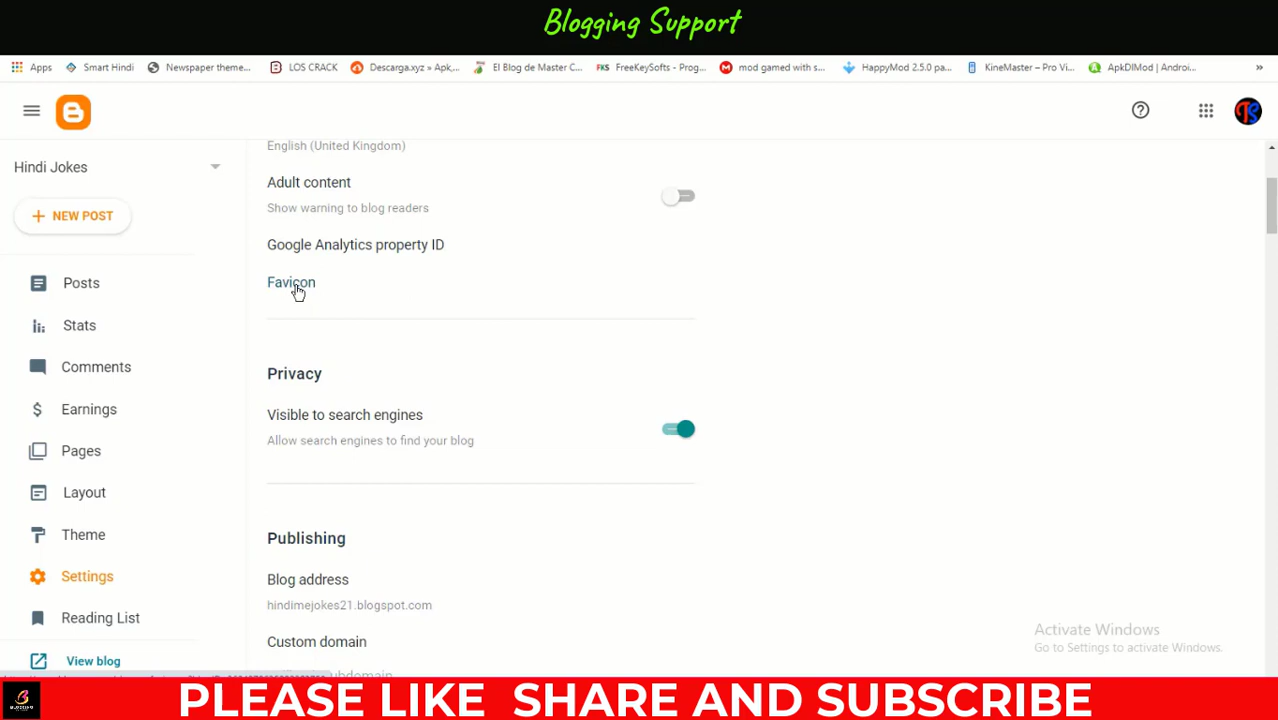 Blogging Support
Apps
Smart Hindi
Newspaper theme...
LOS CRACK
Descarga.xyz » Apk,...
El Blog de Master C...
FKS FreeKeySofts - Prog...
mod gamed with s...
HappyMod 2.5.0 pa...
KineMaster – Pro Vi...
ApkDlMod | Androi...
»
Hindi Jokes
+ NEW POST
Posts
Stats
Comments
Earnings
Pages
Layout
Theme
Settings
Reading List
View blog
English (United Kingdom)
Adult content
Show warning to blog readers
Google Analytics property ID
Favicon
Privacy
Visible to search engines
Allow search engines to find your blog
Publishing
Blog address
hindimejokes21.blogspot.com
Custom domain
TS
Activate Windows
Go to Settings to activate Windows.
PLEASE LIKE SHARE AND SUBSCRIBE